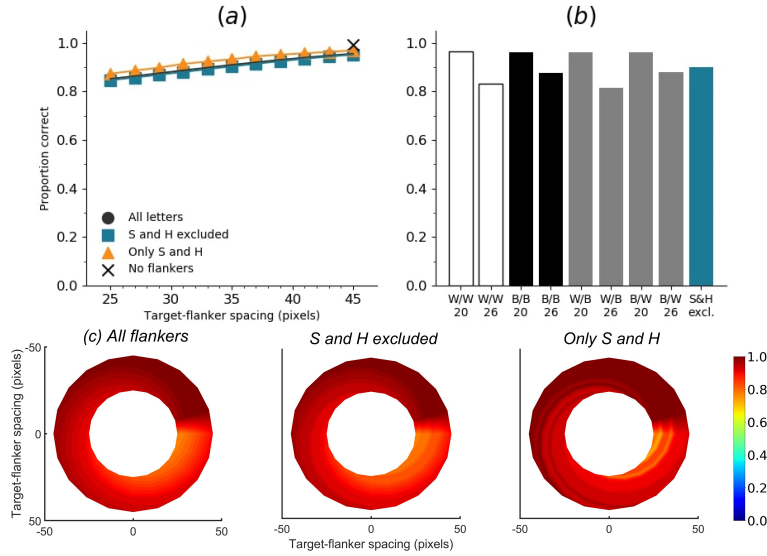 (a)
1.0
0.8
0.6
0.4
0.2
0.0
Proportion correct
All letters
S and H excluded
Only S and H
No flankers
25 30 35 40 45
Target-flanker spacing (pixels)
(b)
1.0
0.8
0.6
0.4
0.2
0.0
W/W W/W B/B B/B W/B W/B B/W B/W S&H
20 26 20 26 20 26 20 26 excl.
(c) All flankers
S and H excluded
Only S and H
-50
0
50
Target-flanker spacing (pixels)
-50 0 50
-50 0 50
-50 0 50
Target-flanker spacing (pixels)
1.0
0.8
0.6
0.4
0.2
0.0